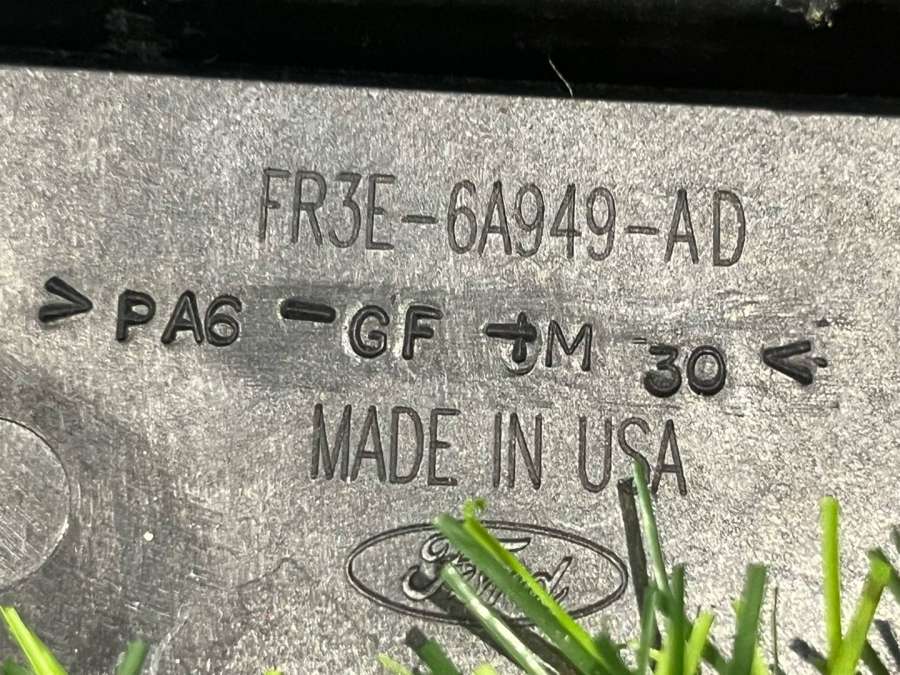 FR3E-6A949-AD
>PA6-GF+M 30<
MADE IN USA
Ford